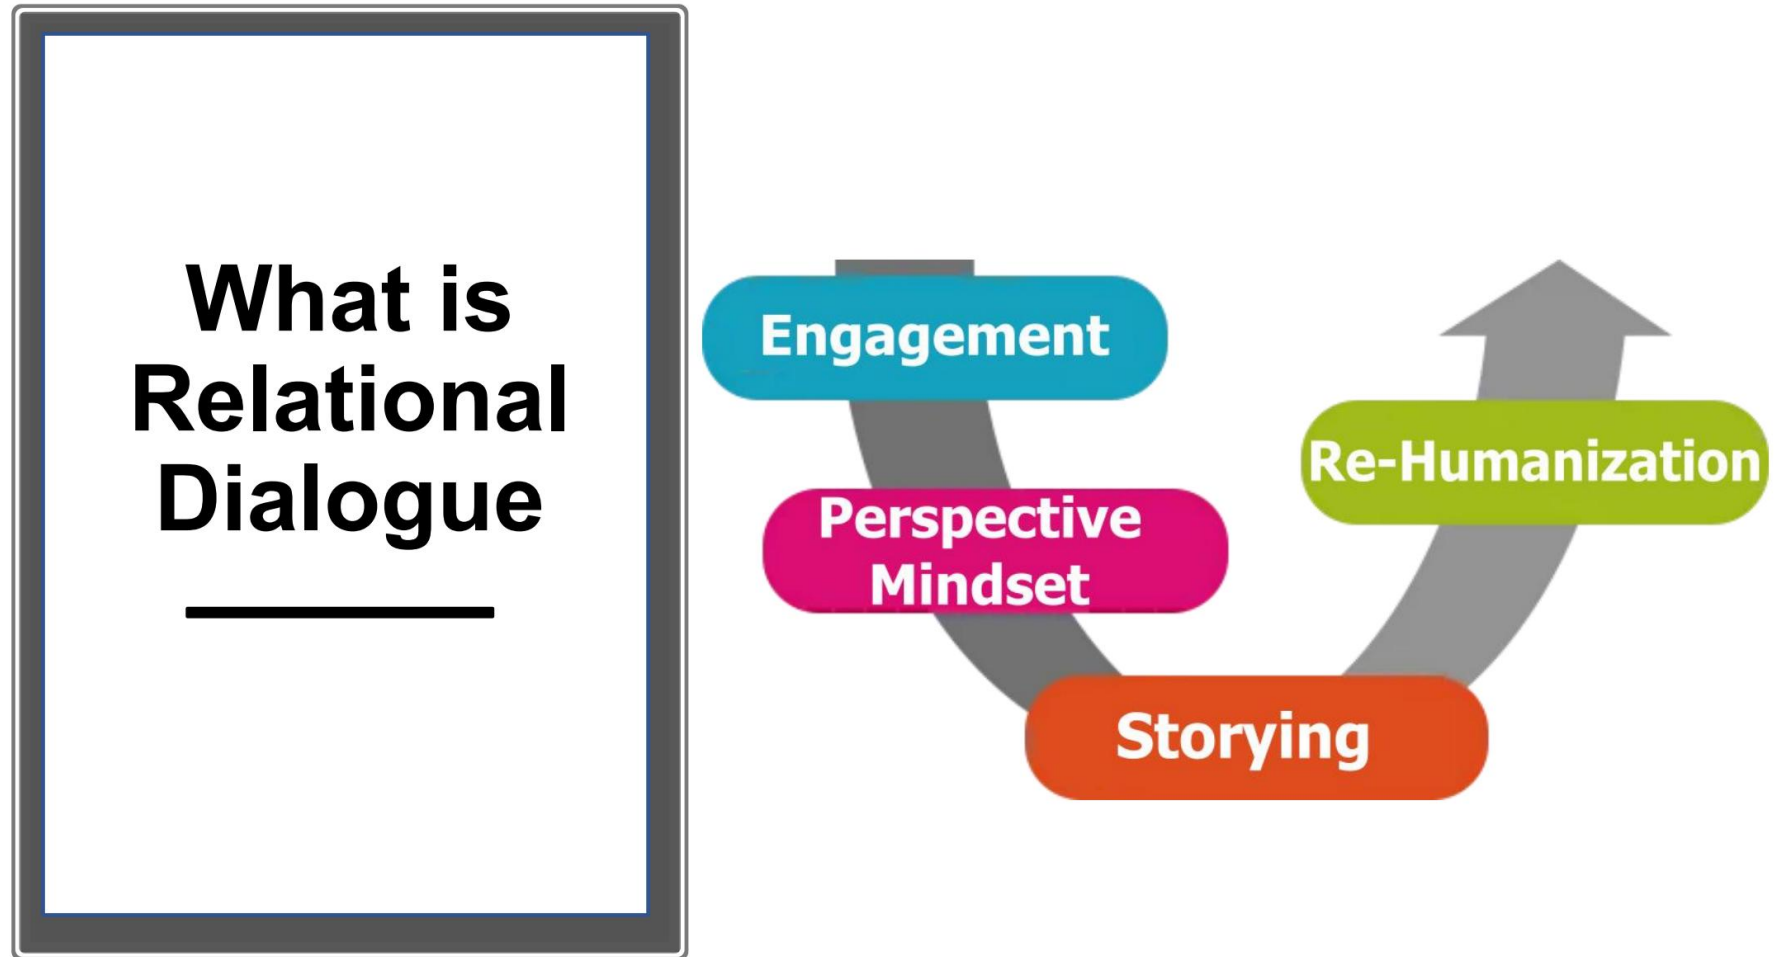 What is
Relational
Dialogue
Engagement
Perspective
Mindset
Storying
Re-Humanization